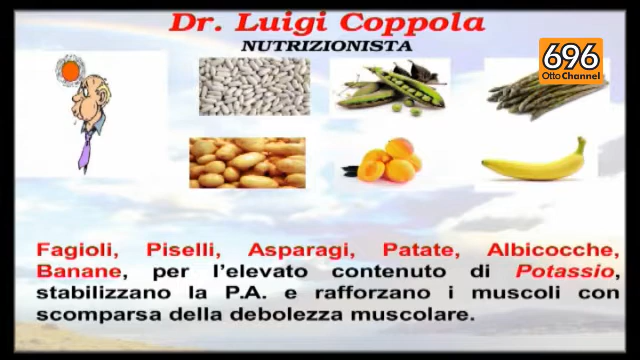 Dr. Luigi Coppola
NUTRIZIONISTA
696
Otto Channel
Fagioli, Piselli, Asparagi, Patate, Albicocche,
Banane, per l'elevato contenuto di Potassio,
stabilizzano la P.A. e rafforzano i muscoli con
scomparsa della debolezza muscolare.